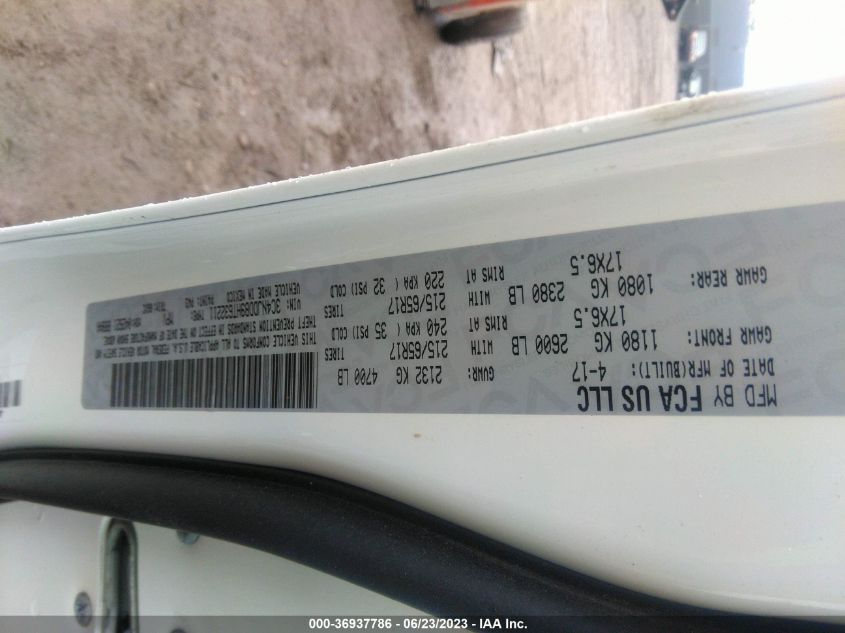 MFD BY FCA US LLC
DATE OF MFR(BUILT): 4-17
GVWR: 2132 KG 4700 LB
GAWR FRONT: 1180 KG 2600 LB WITH 215/65R17 TIRES
17X6.5 RIMS AT 240 KPA ( 35 PSI) COLD
GAWR REAR: 1080 KG 2380 LB WITH 215/65R17 TIRES
17X6.5 RIMS AT 220 KPA ( 32 PSI) COLD
THIS VEHICLE CONFORMS TO ALL APPLICABLE U.S.A. FEDERAL MOTOR VEHICLE SAFETY AND
THEFT PREVENTION STANDARDS IN EFFECT ON THE DATE OF MANUFACTURE SHOWN ABOVE.
TYPE: MPV
VEHICLE MADE IN MEXICO PAINT: PW3
000-36937786 - 06/23/2023 - IAA Inc.